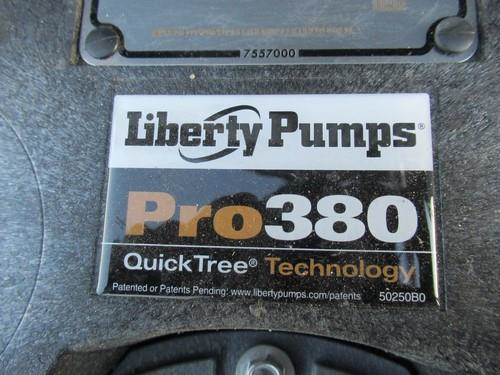 7557000
Liberty Pumps®
Pro380
QuickTree® Technology
Patented or Patents Pending: www.libertypumps.com/patents 50250B0